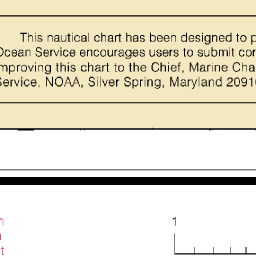 This nautical chart has been designed to p
Ocean Service encourages users to submit cor
mproving this chart to the Chief, Marine Cha
Service, NOAA, Silver Spring, Maryland 2091
1